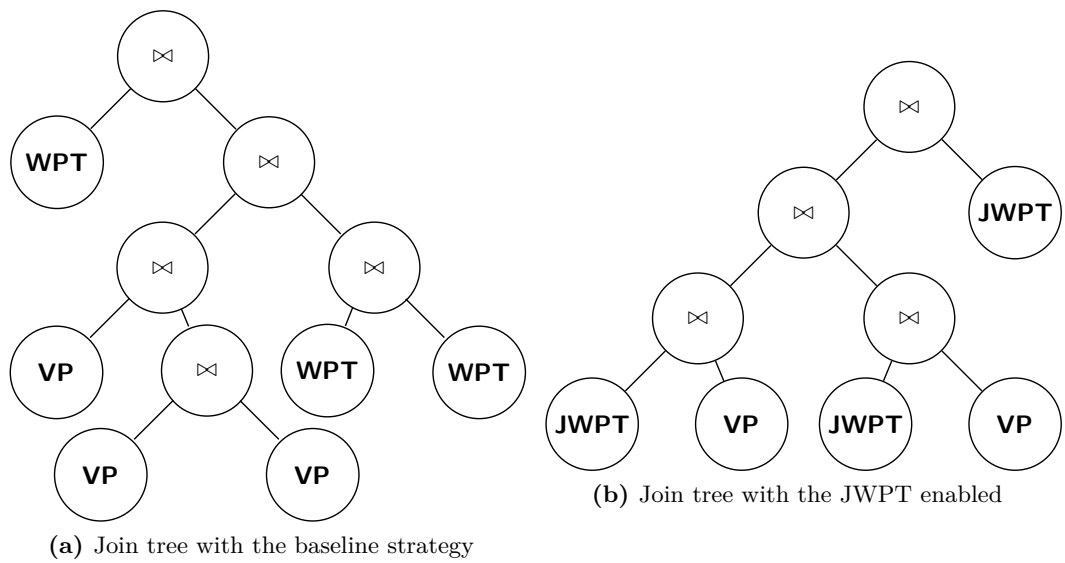 ⋈
WPT
⋈
⋈
⋈
VP
⋈
WPT
WPT
VP
VP
(a) Join tree with the baseline strategy
⋈
⋈
JWPT
⋈
⋈
JWPT
VP
JWPT
VP
(b) Join tree with the JWPT enabled